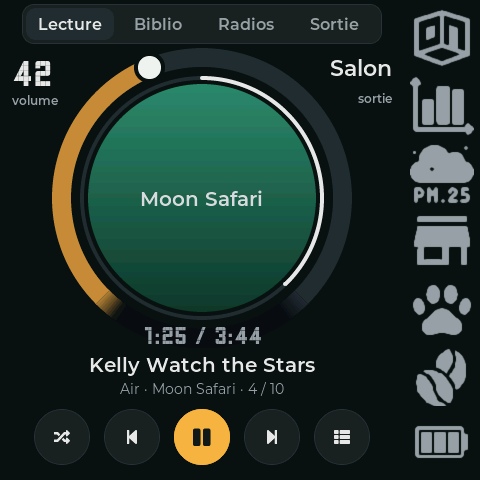 Lecture Biblio Radios Sortie
42
volume
Salon
sortie
Moon Safari
PM.25
1:25 / 3:44
Kelly Watch the Stars
Air · Moon Safari · 4 / 10